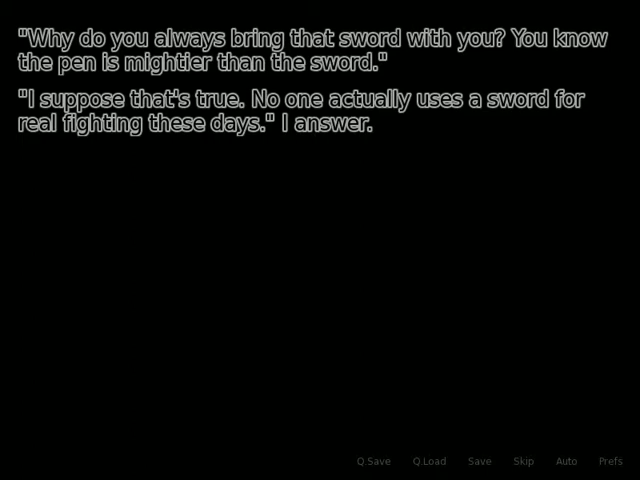 "Why do you always bring that sword with you? You know
the pen is mightier than the sword."
"I suppose that's true. No one actually uses a sword for
real fighting these days." I answer.
Q.Save Q.Load Save Skip Auto Prefs